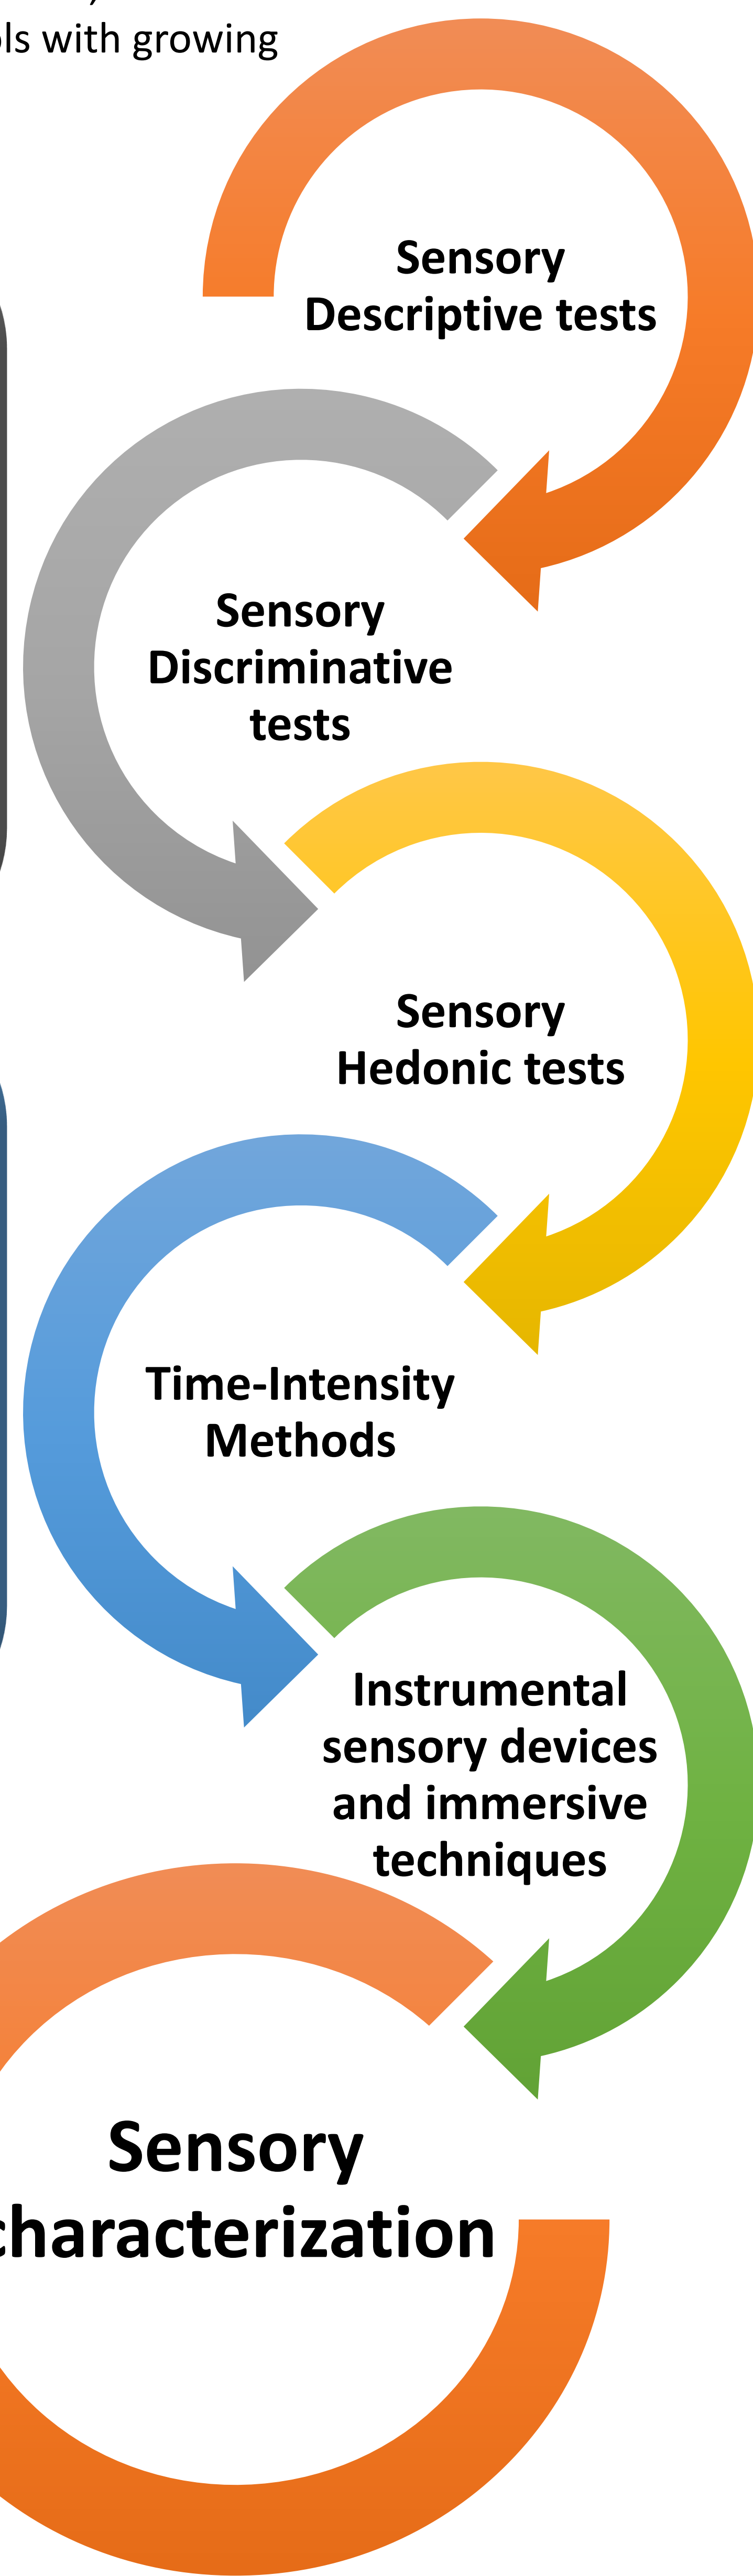 with growing
Sensory
Descriptive tests
Sensory
Discriminative
tests
Sensory
Hedonic tests
Time-Intensity
Methods
Instrumental
sensory devices
and immersive
techniques
Sensory
characterization